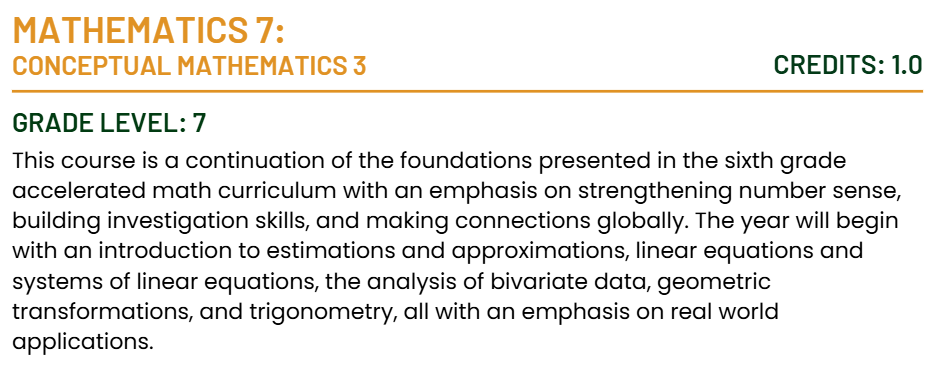 MATHEMATICS 7:
CONCEPTUAL MATHEMATICS 3
CREDITS: 1.0
GRADE LEVEL: 7
This course is a continuation of the foundations presented in the sixth grade
accelerated math curriculum with an emphasis on strengthening number sense,
building investigation skills, and making connections globally. The year will begin
with an introduction to estimations and approximations, linear equations and
systems of linear equations, the analysis of bivariate data, geometric
transformations, and trigonometry, all with an emphasis on real world
applications.